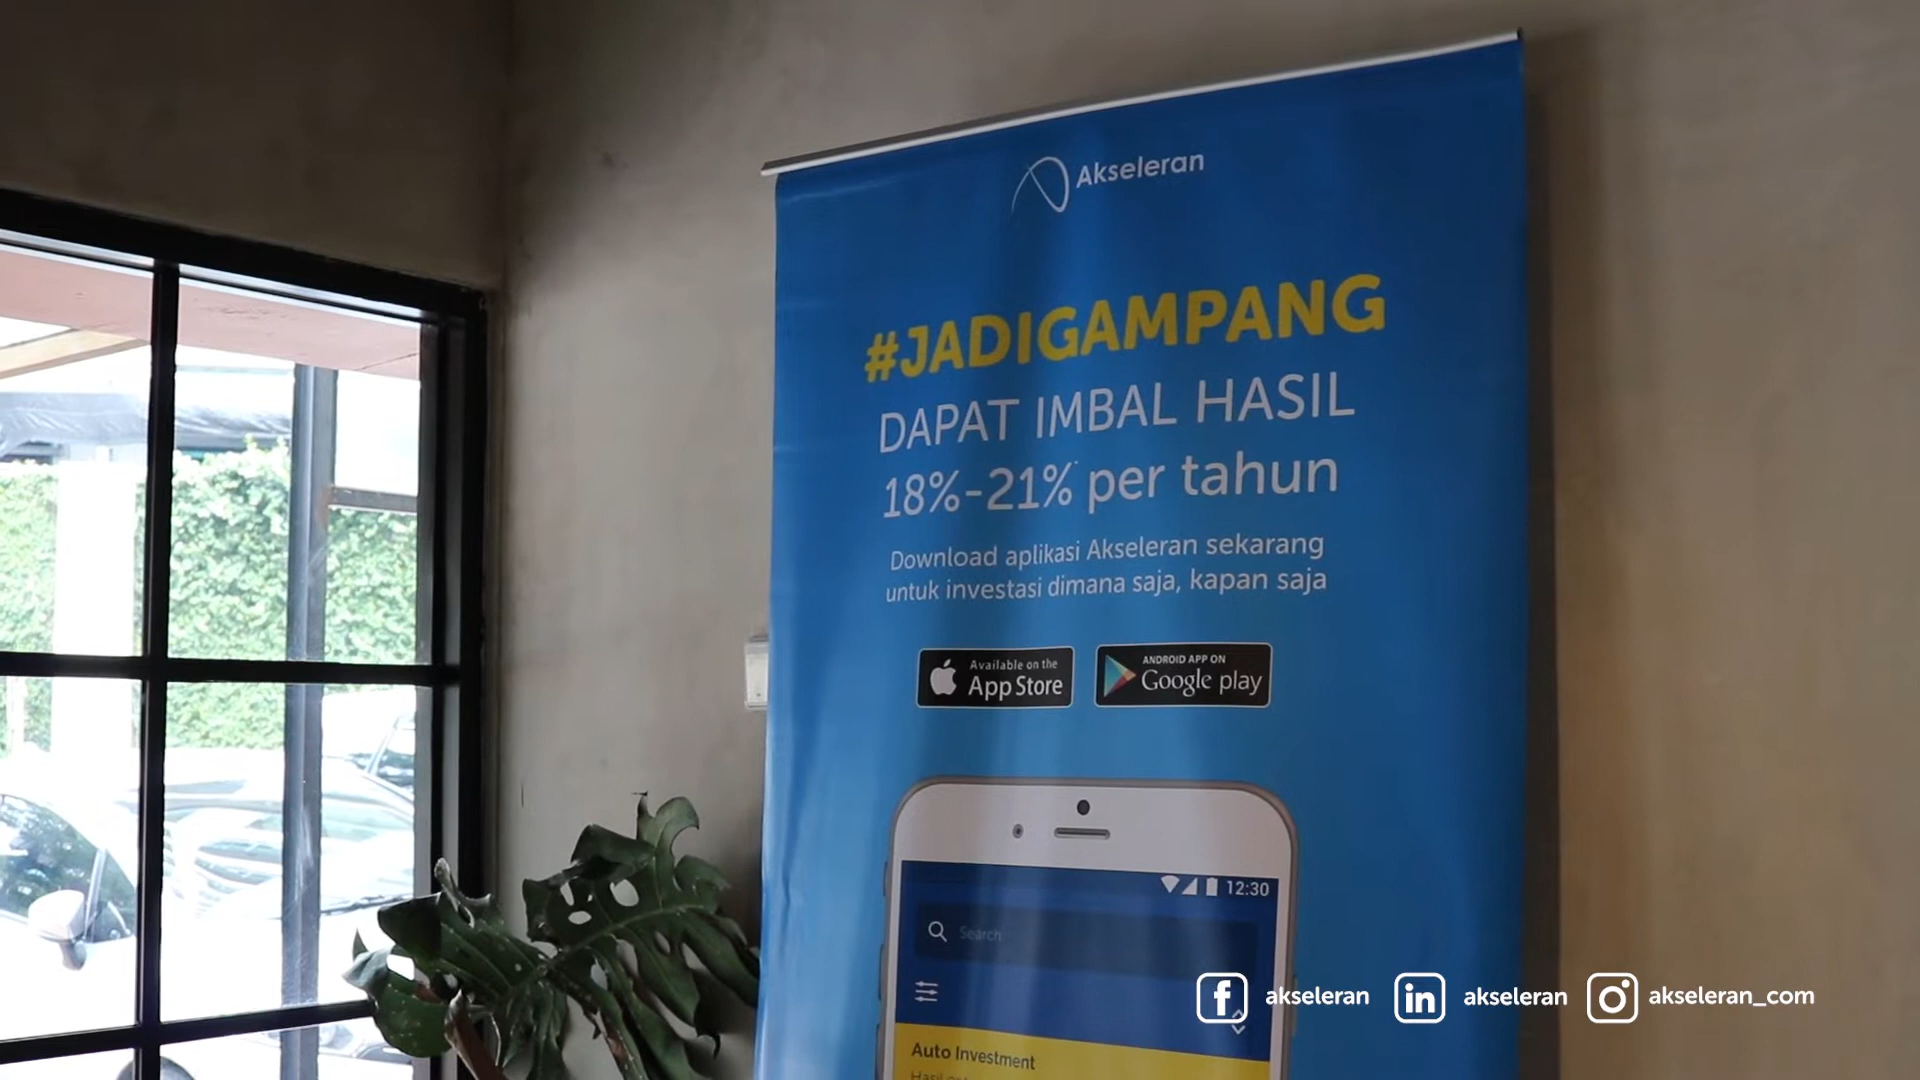 Akseleran
#JADIGAMPANG
DAPAT IMBAL HASIL
18%-21%* per tahun
Download aplikasi Akseleran sekarang
untuk investasi dimana saja, kapan saja
Available on the
App Store
ANDROID APP ON
Google play
12:30
Search
Auto Investment
akseleran
akseleran
akseleran_com